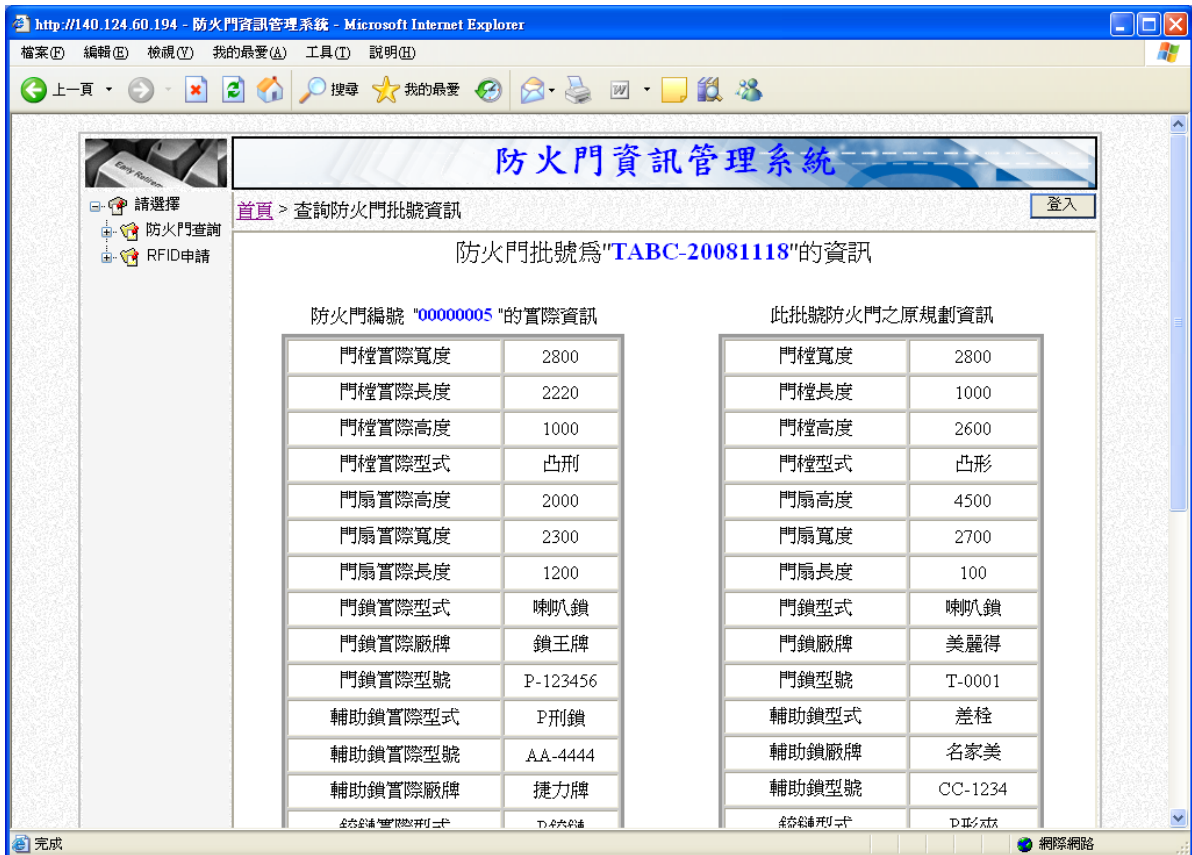 http://140.124.60.194 - 防火門資訊管理系統 - Microsoft Internet Explorer
檔案(F) 編輯(E) 檢視(V) 我的最愛(A) 工具(T) 說明(H)
上一頁 搜尋 我的最愛
Early Retirem
防火門資訊管理系統
請選擇
防火門查詢
RFID申請
首頁 > 查詢防火門批號資訊
登入
防火門批號為"TABC-20081118"的資訊
防火門編號 "00000005 "的實際資訊
門樘實際寬度 2800
門樘實際長度 2220
門樘實際高度 1000
門樘實際型式 凸刑
門扇實際高度 2000
門扇實際寬度 2300
門扇實際長度 1200
門鎖實際型式 喇叭鎖
門鎖實際廠牌 鎖王牌
門鎖實際型號 P-123456
輔助鎖實際型式 P刑鎖
輔助鎖實際型號 AA-4444
輔助鎖實際廠牌 捷力牌
鉸鏈實際型式 P鉸鏈
此批號防火門之原規劃資訊
門樘寬度 2800
門樘長度 1000
門樘高度 2600
門樘型式 凸形
門扇高度 4500
門扇寬度 2700
門扇長度 100
門鎖型式 喇叭鎖
門鎖廠牌 美麗得
門鎖型號 T-0001
輔助鎖型式 差栓
輔助鎖廠牌 名家美
輔助鎖型號 CC-1234
鉸鏈型式
完成
網際網路